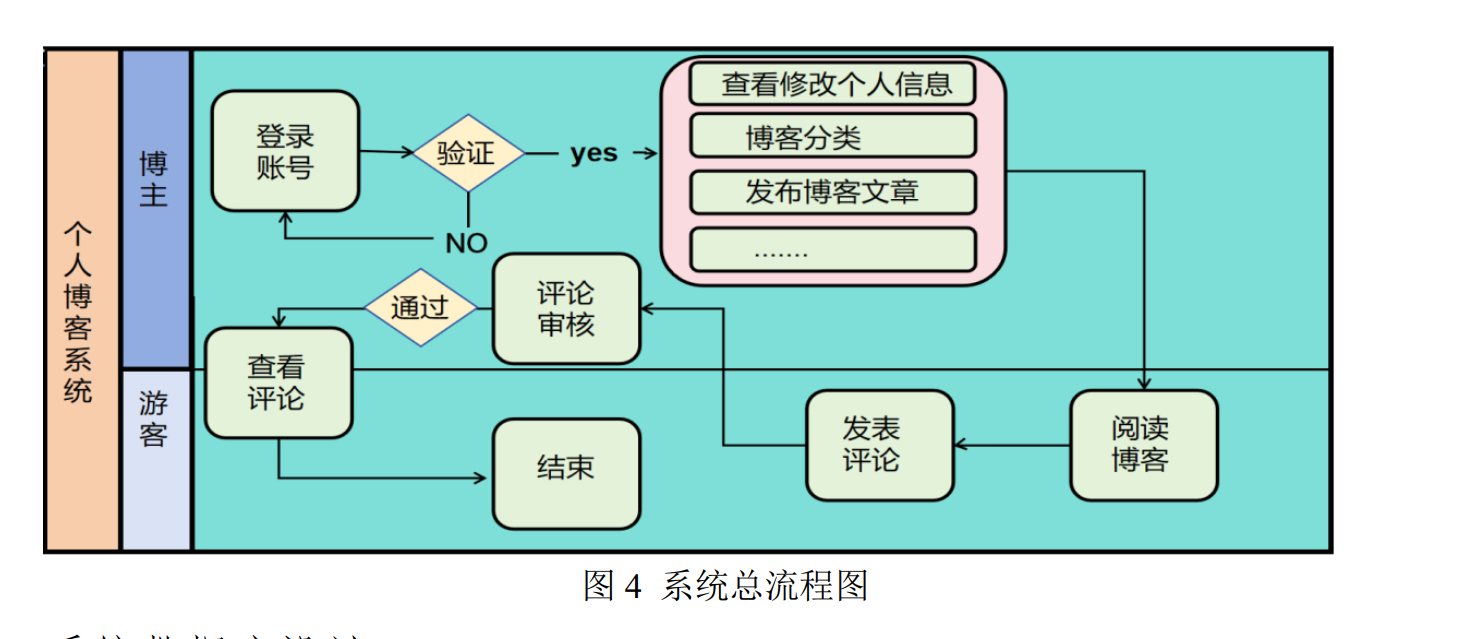 个
人
博
客
系
统
博
主
游
客
登录
账号
验证
yes
NO
查看修改个人信息
博客分类
发布博客文章
.......
阅读
博客
发表
评论
评论
审核
通过
查看
评论
结束
图 4 系统总流程图